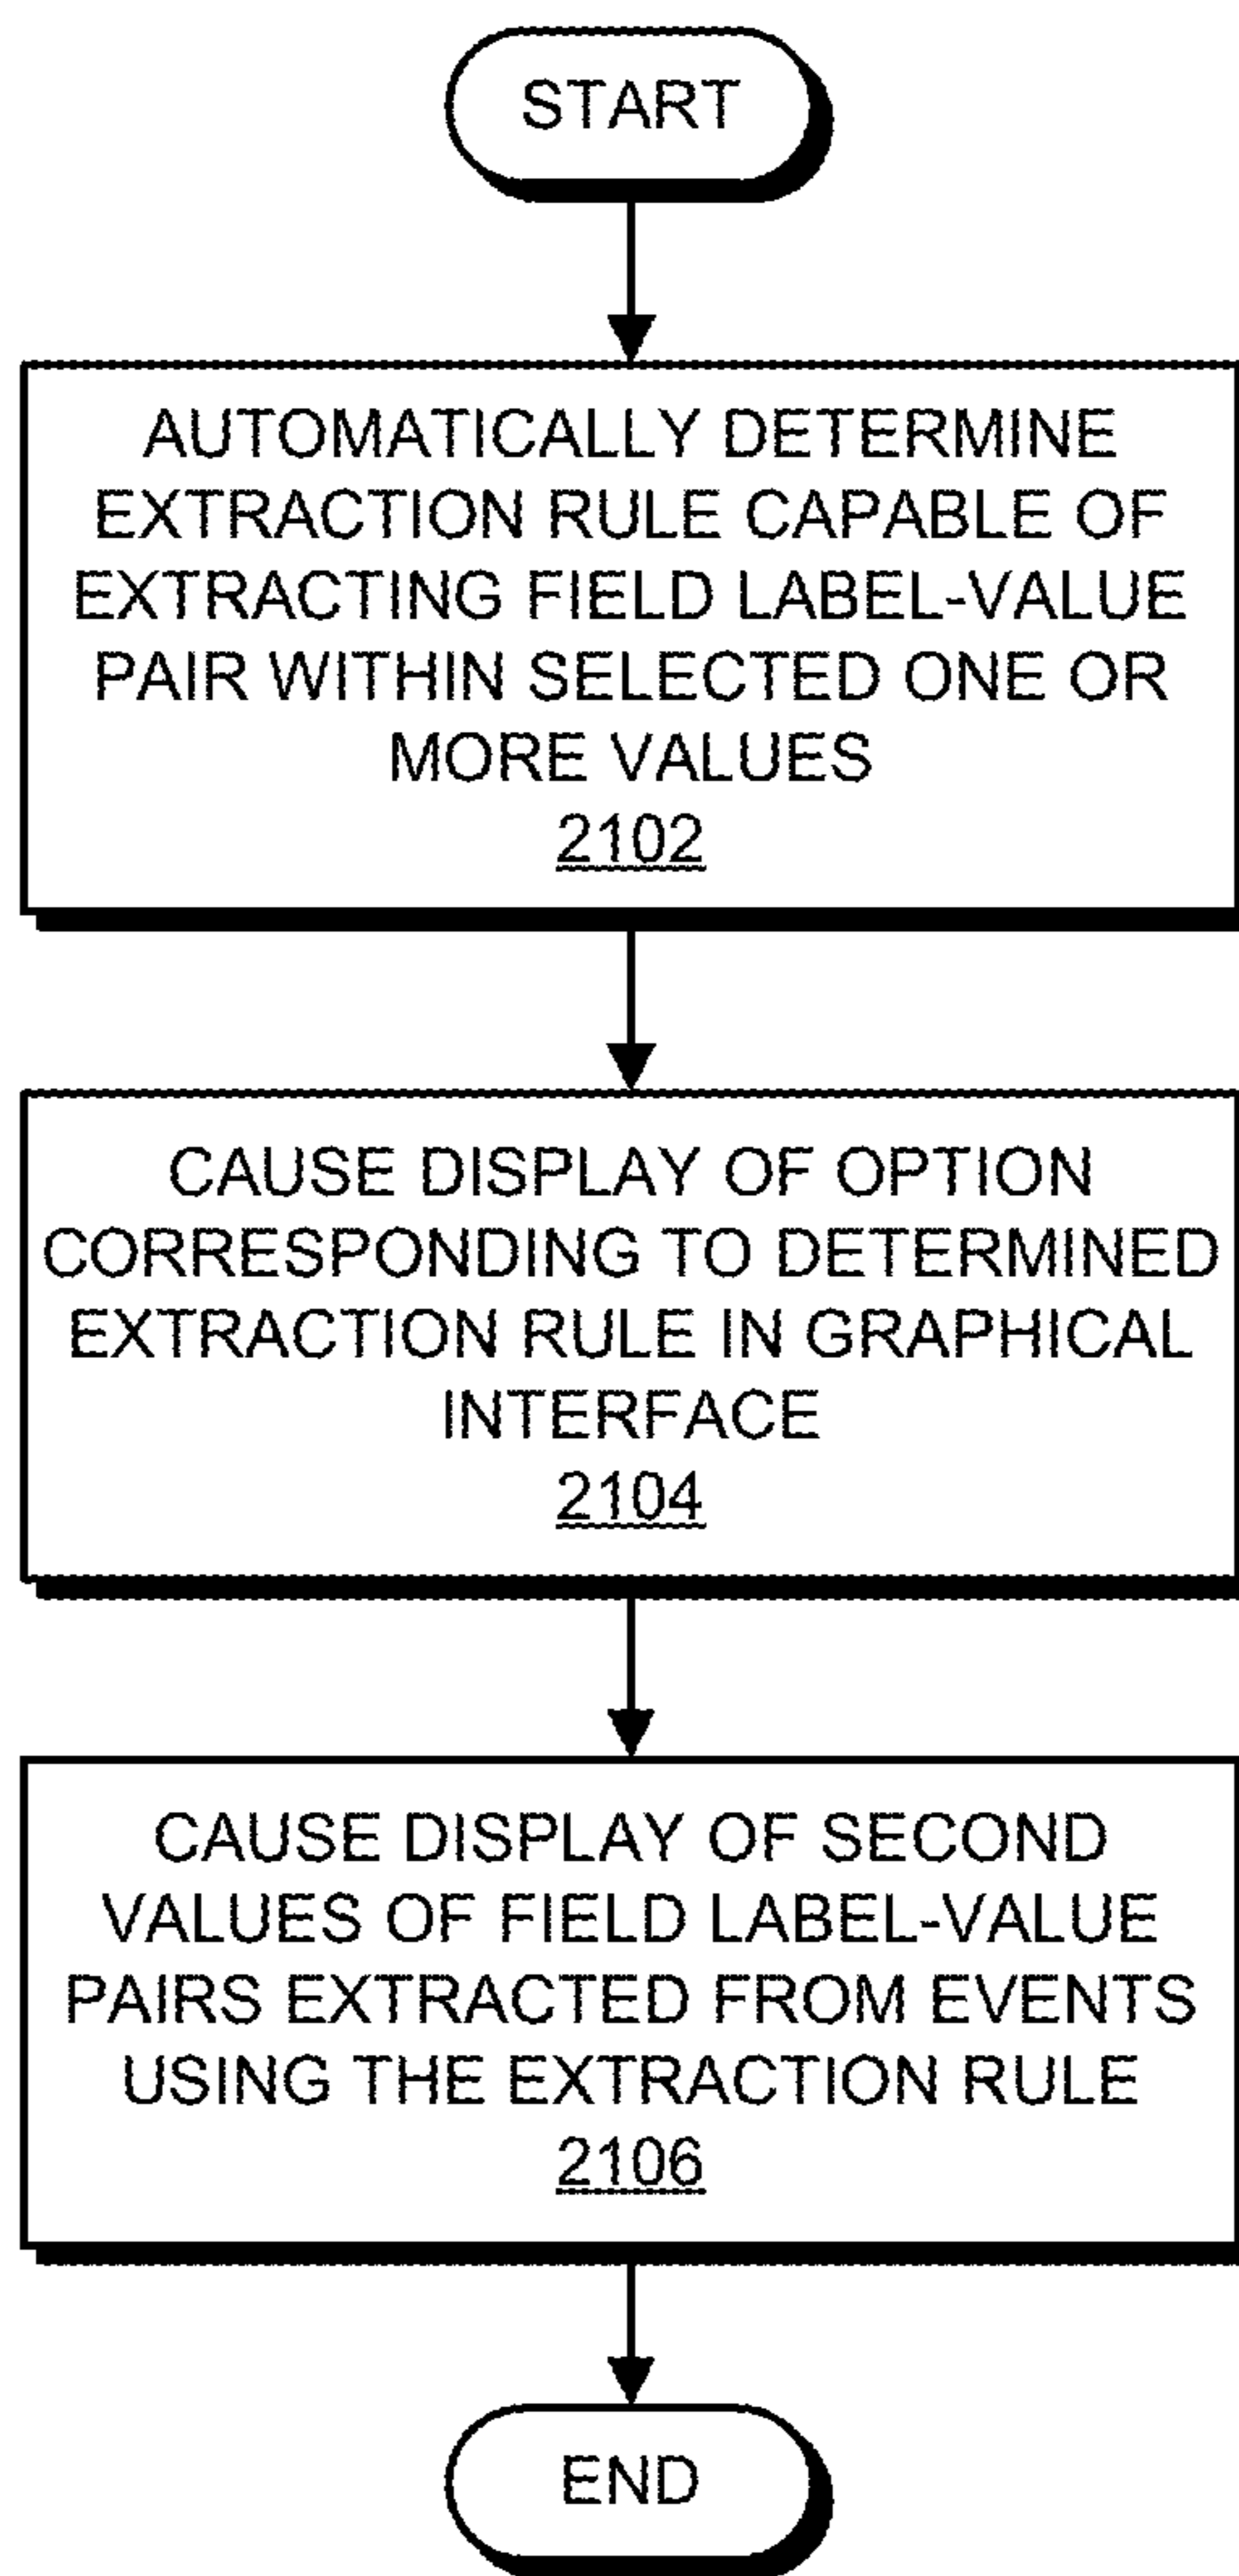 START
AUTOMATICALLY DETERMINE
EXTRACTION RULE CAPABLE OF
EXTRACTING FIELD LABEL-VALUE
PAIR WITHIN SELECTED ONE OR
MORE VALUES
2102
CAUSE DISPLAY OF OPTION
CORRESPONDING TO DETERMINED
EXTRACTION RULE IN GRAPHICAL
INTERFACE
2104
CAUSE DISPLAY OF SECOND
VALUES OF FIELD LABEL-VALUE
PAIRS EXTRACTED FROM EVENTS
USING THE EXTRACTION RULE
2106
END